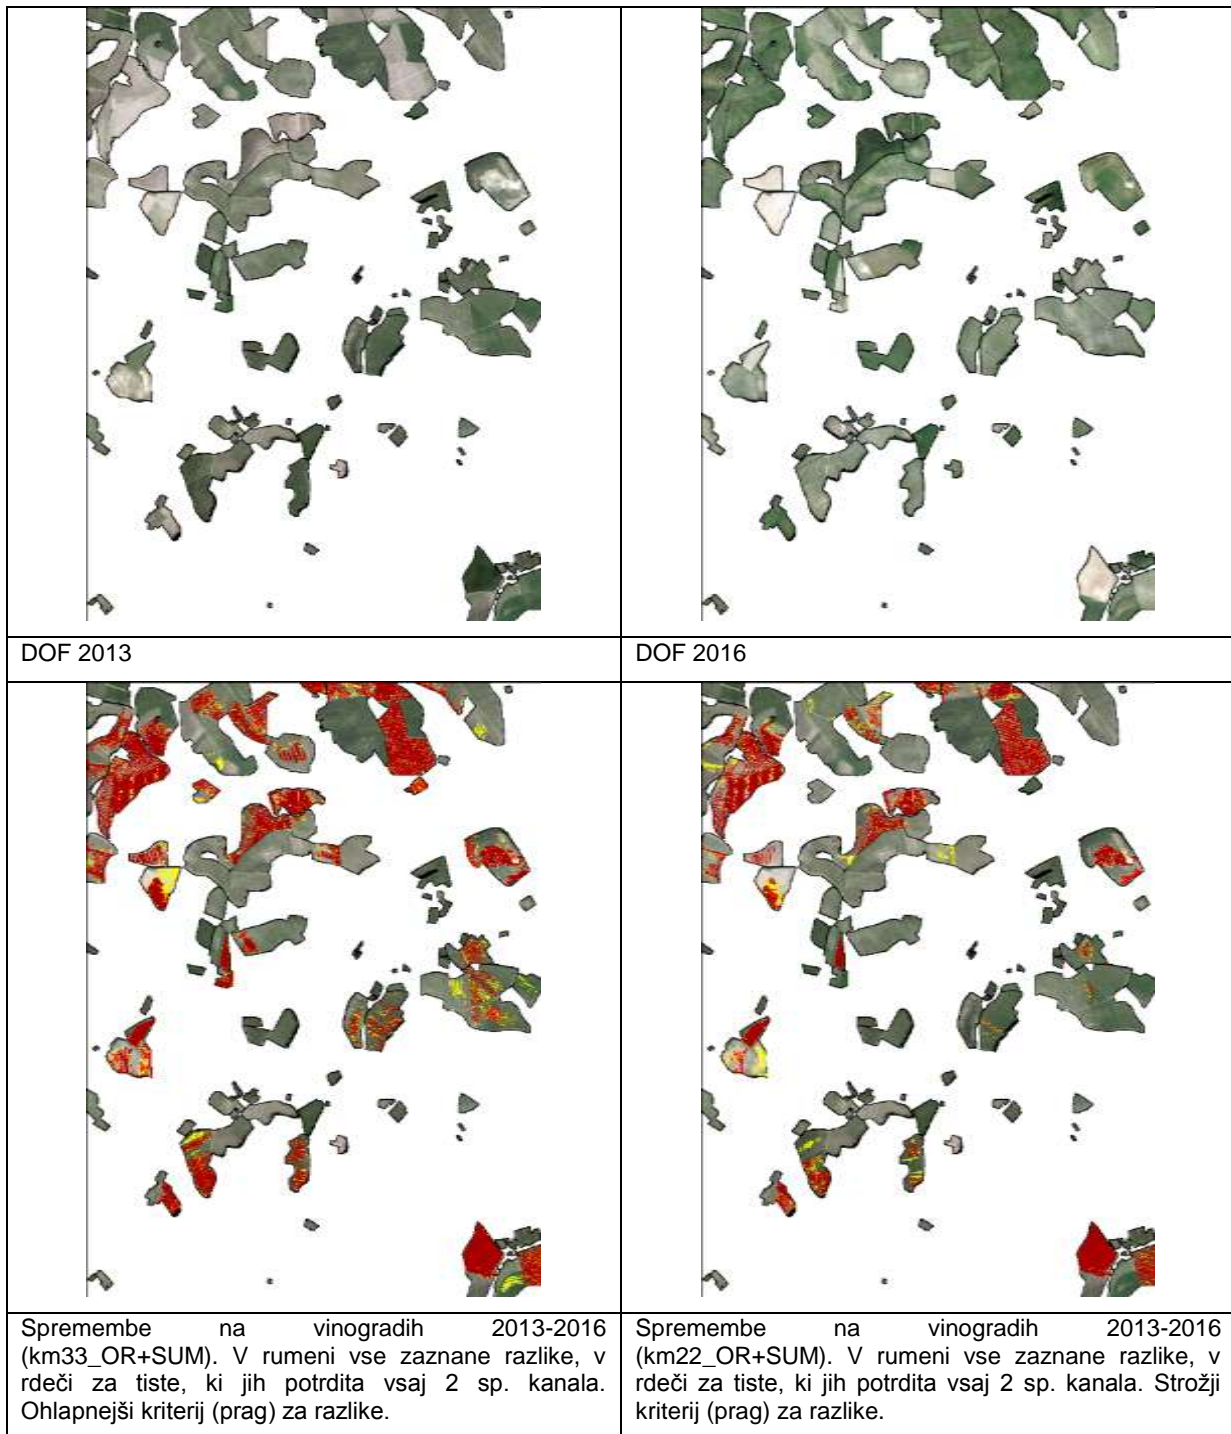 DOF 2013
DOF 2016
Spremembe na vinogradih 2013-2016
(km33_OR+SUM). V rumeni vse zaznane razlike, v
rdeči za tiste, ki jih potrdita vsaj 2 sp. kanala.
Ohlapnejši kriterij (prag) za razlike.
Spremembe na vinogradih 2013-2016
(km22_OR+SUM). V rumeni vse zaznane razlike, v
rdeči za tiste, ki jih potrdita vsaj 2 sp. kanala. Strožji
kriterij (prag) za razlike.